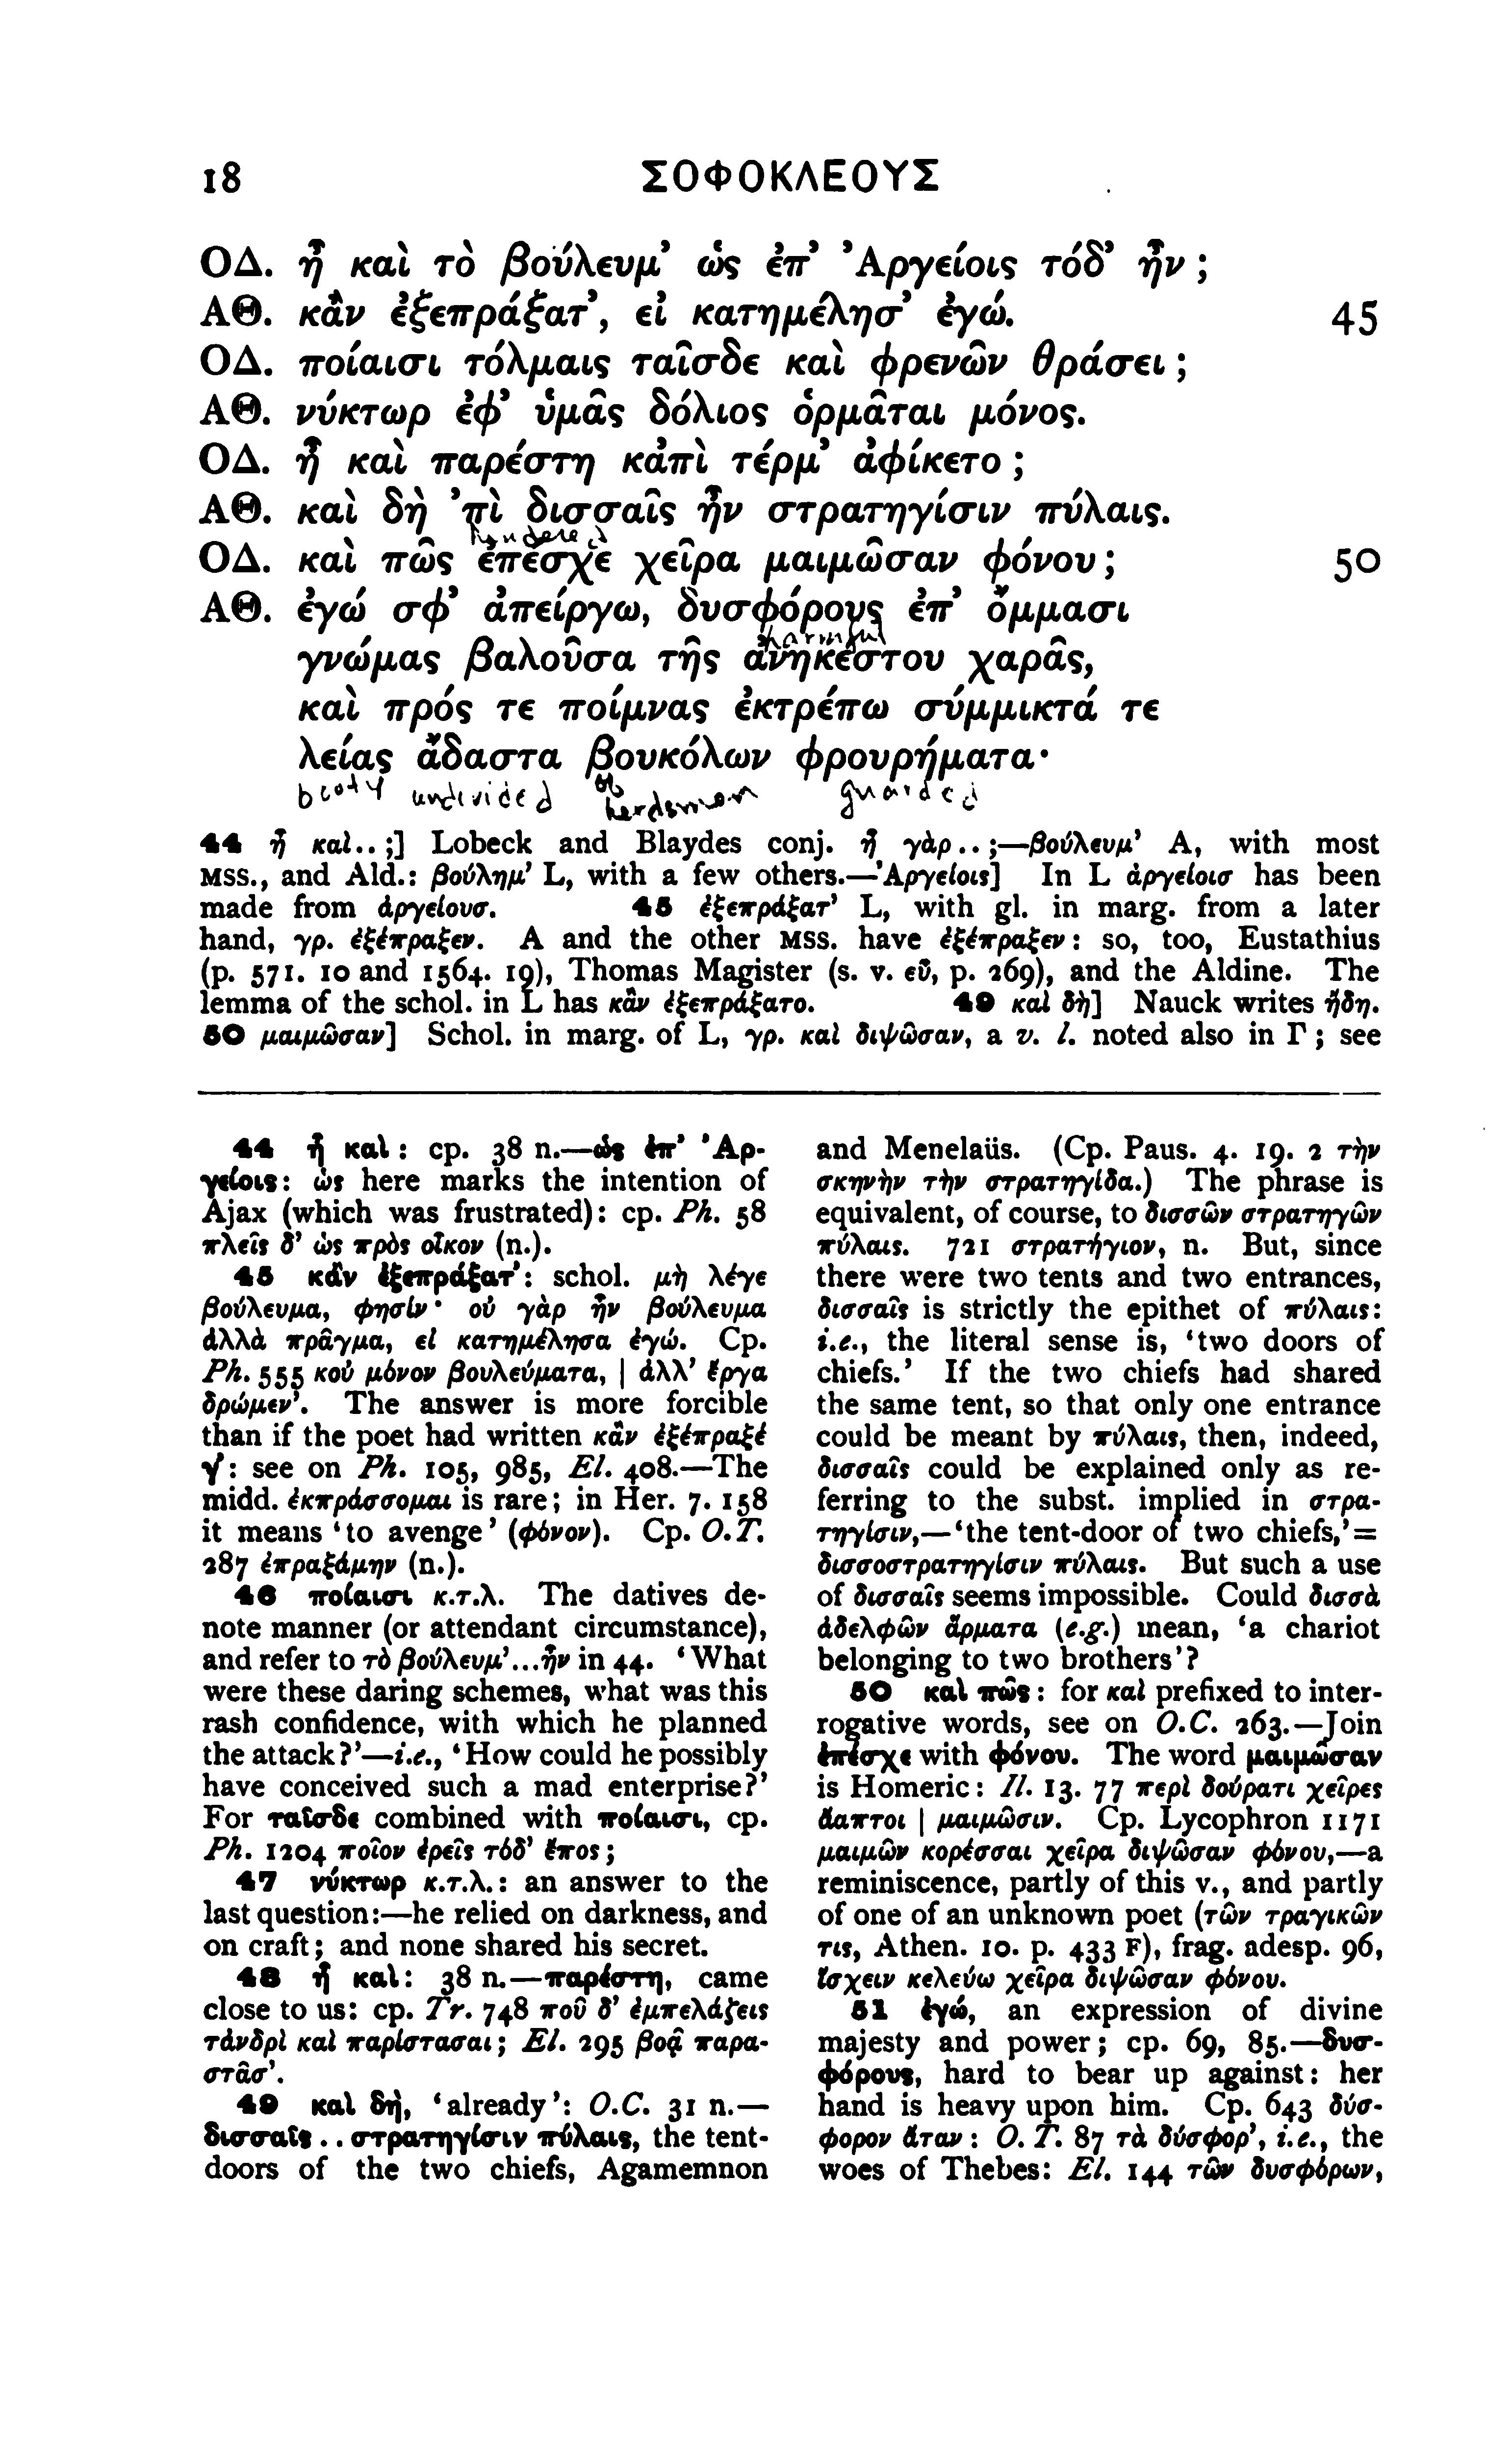 18 ΣΟΦΟΚΛΕΟΥΣ
ΟΔ. ἦ καὶ τὸ βούλευμ’ ὡς ἐπ’ Ἀργείοις τόδ’ ἦν ;
ΑΘ. κἂν ἐξεπράξατ’, εἰ κατημέλησ’ ἐγώ. 45
ΟΔ. ποίαισι τόλμαις ταῖσδε καὶ φρενῶν θράσει ;
ΑΘ. νύκτωρ ἐφ’ ὑμᾶς δόλιος ὁρμᾶται μόνος.
ΟΔ. ἦ καὶ παρέστη κἀπὶ τέρμ’ ἀφίκετο ;
ΑΘ. καὶ δὴ ’πὶ δισσαῖς ἦν στρατηγίσιν πύλαις.
hindered
ΟΔ. καὶ πῶς ἐπέσχε χεῖρα μαιμῶσαν φόνου ; 50
ΑΘ. ἐγώ σφ’ ἀπείργω, δυσφόρους ἐπ’ ὄμμασι
harmful
γνώμας βαλοῦσα τῆς ἀνηκέστου χαρᾶς,
καὶ πρός τε ποίμνας ἐκτρέπω σύμμικτά τε
λείας ἄδαστα βουκόλων φρουρήματα·
booty undivided of herdsmen guarded
44 ἦ καὶ.. ;] Lobeck and Blaydes conj. ἦ γὰρ.. ;—βούλευμ’ A, with most
MSS., and Ald.: βούλημ’ L, with a few others.—Ἀργείοις] In L ἀργείοισ has been
made from ἀργείουσ. 45 ἐξεπράξατ’ L, with gl. in marg. from a later
hand, γρ. ἐξέπραξεν. A and the other MSS. have ἐξέπραξεν: so, too, Eustathius
(p. 571. 10 and 1564. 19), Thomas Magister (s. v. εὖ, p. 269), and the Aldine. The
lemma of the schol. in L has κἂν ἐξεπράξατο. 49 καὶ δὴ] Nauck writes ἤδη.
50 μαιμῶσαν] Schol. in marg. of L, γρ. καὶ διψῶσαν, a v. l. noted also in Γ ; see
44 ἦ καὶ: cp. 38 n.—ὡς ἐπ’ Ἀρ-
γείοις: ὡς here marks the intention of
Ajax (which was frustrated): cp. Ph. 58
πλεῖς δ’ ὡς πρὸς οἶκον (n.).
45 κἂν ἐξεπράξατ’: schol. μὴ λέγε
βούλευμα, φησίν· οὐ γὰρ ἦν βούλευμα
ἀλλὰ πρᾶγμα, εἰ κατημέλησα ἐγώ. Cp.
Ph. 555 κοὐ μόνον βουλεύματα, | ἀλλ’ ἔργα
δρώμεν’. The answer is more forcible
than if the poet had written κἂν ἐξέπραξέ
γ’: see on Ph. 105, 985, El. 408.—The
midd. ἐκπράσσομαι is rare; in Her. 7. 158
it means ‘to avenge’ (φόνον). Cp. O.T.
287 ἐπραξάμην (n.).
46 ποίαισι κ.τ.λ. The datives de-
note manner (or attendant circumstance),
and refer to τὸ βούλευμ’...ἦν in 44. ‘What
were these daring schemes, what was this
rash confidence, with which he planned
the attack?’—i.e., ‘How could he possibly
have conceived such a mad enterprise?’
For ταῖσδε combined with ποίαισι, cp.
Ph. 1204 ποῖον ἐρεῖς τόδ’ ἔπος ;
47 νύκτωρ κ.τ.λ.: an answer to the
last question:—he relied on darkness, and
on craft; and none shared his secret.
48 ἦ καὶ: 38 n.—παρέστη, came
close to us: cp. Tr. 748 ποῦ δ’ ἐμπελάζεις
τἀνδρὶ καὶ παρίστασαι ; El. 295 βοᾷ παρα-
στᾶσ’.
49 καὶ δὴ, ‘already’: O.C. 31 n.—
δισσαῖς..στρατηγίσιν πύλαις, the tent-
doors of the two chiefs, Agamemnon
and Menelaüs. (Cp. Paus. 4. 19. 2 τὴν
σκηνὴν τὴν στρατηγίδα.) The phrase is
equivalent, of course, to δισσῶν στρατηγῶν
πύλαις. 721 στρατήγιον, n. But, since
there were two tents and two entrances,
δισσαῖς is strictly the epithet of πύλαις:
i.e., the literal sense is, ‘two doors of
chiefs.’ If the two chiefs had shared
the same tent, so that only one entrance
could be meant by πύλαις, then, indeed,
δισσαῖς could be explained only as re-
ferring to the subst. implied in στρα-
τηγίσιν,—‘the tent-door of two chiefs,’=
δισσοστρατηγίσιν πύλαις. But such a use
of δισσαῖς seems impossible. Could δισσὰ
ἀδελφῶν ἅρματα (e.g.) mean, ‘a chariot
belonging to two brothers’?
50 καὶ πῶς: for καὶ prefixed to inter-
rogative words, see on O.C. 263.—Join
ἐπέσχε with φόνου. The word μαιμῶσαν
is Homeric: Il. 13. 77 περὶ δούρατι χεῖρες
ἄαπτοι | μαιμῶσιν. Cp. Lycophron 1171
μαιμῶν κορέσσαι χεῖρα διψῶσαν φόνου,—a
reminiscence, partly of this v., and partly
of one of an unknown poet (τῶν τραγικῶν
τις, Athen. 10. p. 433 F), frag. adesp. 96,
ἴσχειν κελεύω χεῖρα διψῶσαν φόνου.
51 ἐγώ, an expression of divine
majesty and power; cp. 69, 85.—δυσ-
φόρους, hard to bear up against: her
hand is heavy upon him. Cp. 643 δύσ-
φορον ἄταν: O.T. 87 τὰ δύσφορ’, i.e., the
woes of Thebes: El. 144 τῶν δυσφόρων,